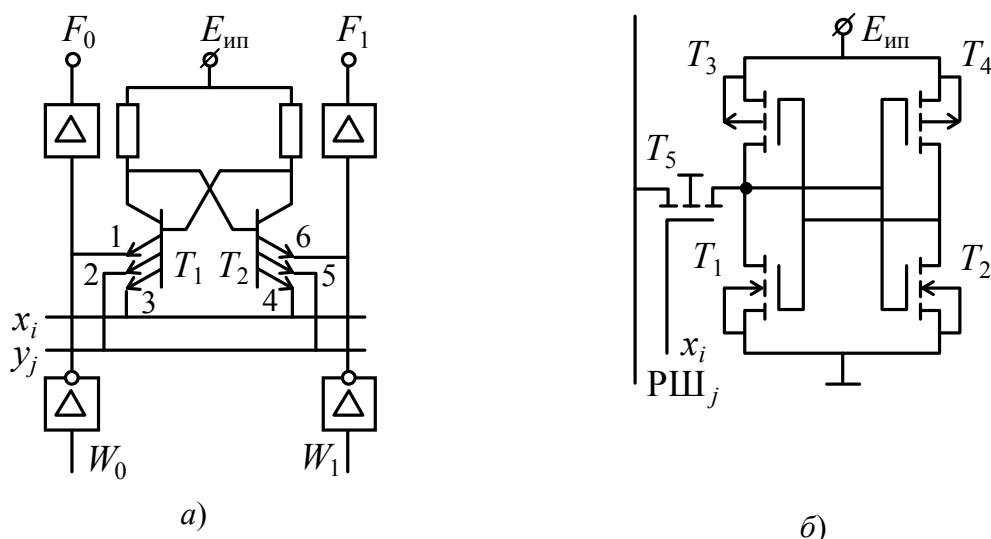 F₀ Eип F₁
1 6
2 T₁ T₂ 5
3 4
xᵢ
yⱼ
W₀ W₁
а)
Eип
T₃ T₄
T₅
T₁ T₂
xᵢ
РШⱼ
б)